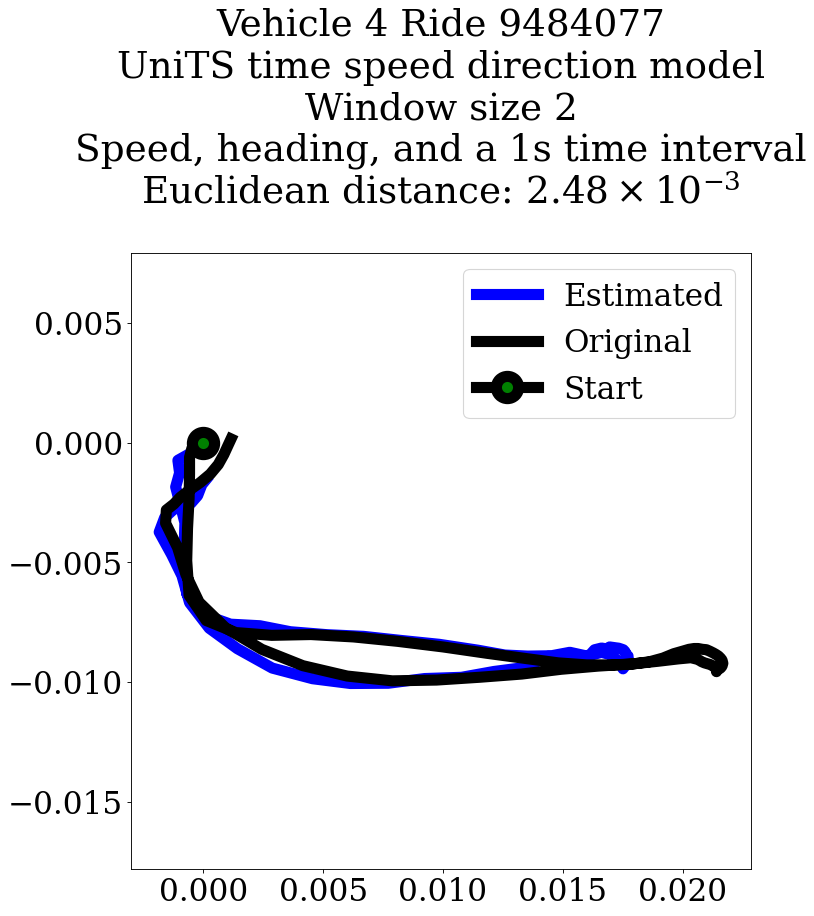 Vehicle 4 Ride 9484077
UniTS time speed direction model
Window size 2
Speed, heading, and a 1s time interval
Euclidean distance: 2.48 × 10⁻³
Estimated
Original
Start
0.005
0.000
−0.005
−0.010
−0.015
0.000 0.005 0.010 0.015 0.020